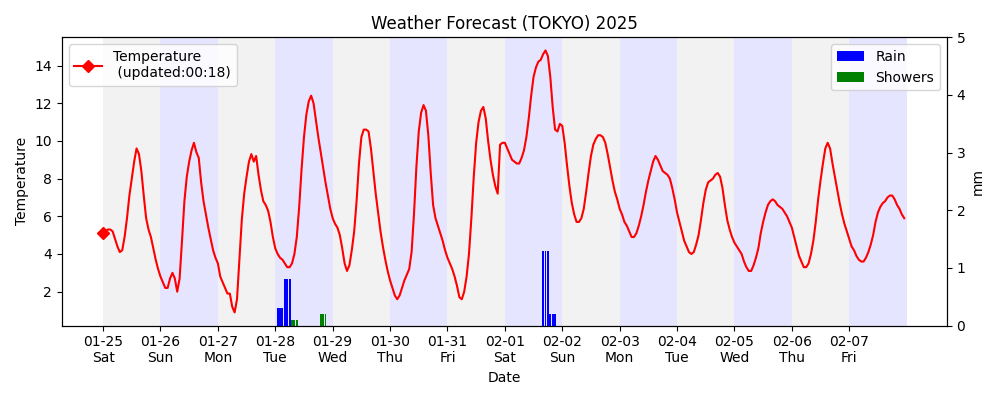 Weather Forecast (TOKYO) 2025
Temperature
(updated:00:18)
Rain
Showers
Temperature
14
12
10
8
6
4
2
5
4
3
2
1
0
mm
01-25 01-26 01-27 01-28 01-29 01-30 01-31 02-01 02-02 02-03 02-04 02-05 02-06 02-07
Sat Sun Mon Tue Wed Thu Fri Sat Sun Mon Tue Wed Thu Fri
Date